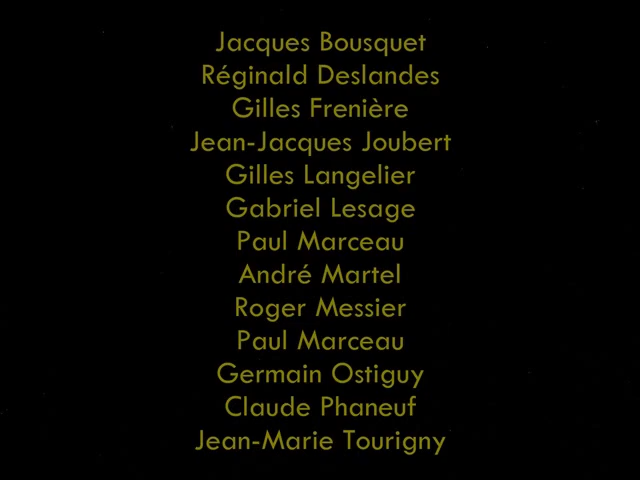 Jacques Bousquet
Réginald Deslandes
Gilles Frenière
Jean-Jacques Joubert
Gilles Langelier
Gabriel Lesage
Paul Marceau
André Martel
Roger Messier
Paul Marceau
Germain Ostiguy
Claude Phaneuf
Jean-Marie Tourigny